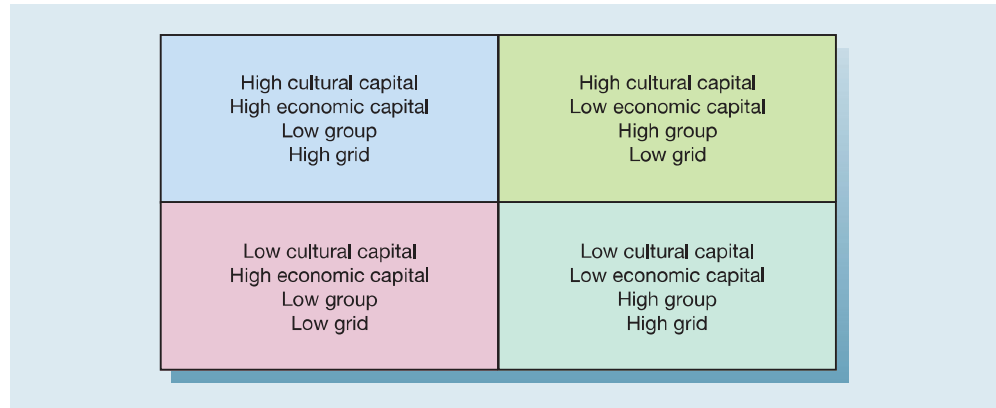 High cultural capital
High economic capital
Low group
High grid
High cultural capital
Low economic capital
High group
Low grid
Low cultural capital
High economic capital
Low group
Low grid
Low cultural capital
Low economic capital
High group
High grid